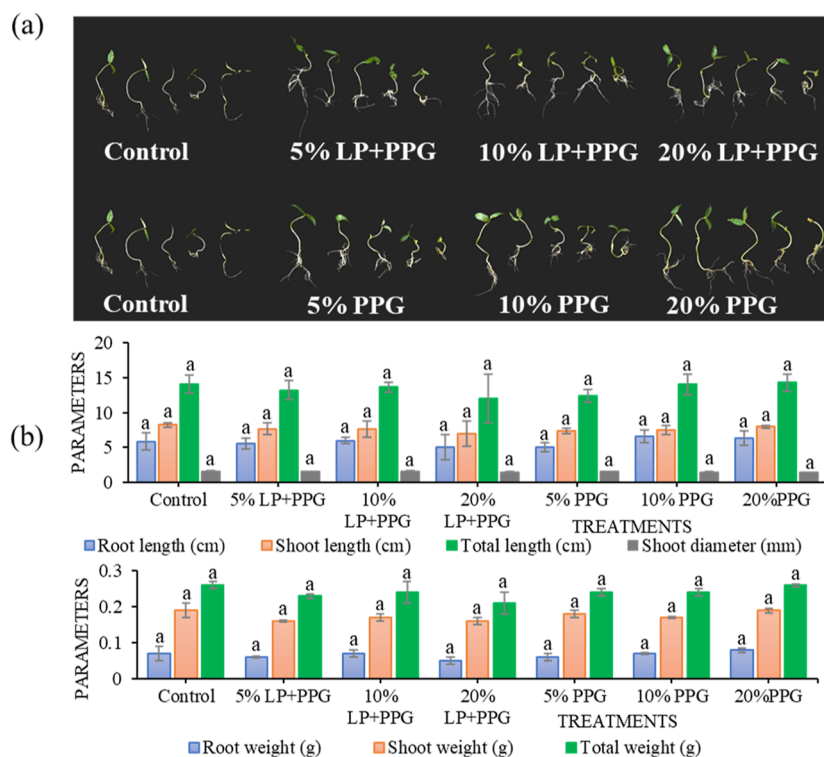 (a)
Control 5% LP+PPG 10% LP+PPG 20% LP+PPG
Control 5% PPG 10% PPG 20% PPG
(b)
PARAMETERS
20
15
10
5
0
a a a a a a a a a a a a a a a a a a a a a a a a a a a a
Control 5% LP+PPG 10% LP+PPG 20% LP+PPG 5% PPG 10% PPG 20%PPG
TREATMENTS
Root length (cm) Shoot length (cm) Total length (cm) Shoot diameter (mm)
PARAMETERS
0.3
0.2
0.1
0
a a a a a a a a a a a a a a a a a a a a a
Control 5% LP+PPG 10% LP+PPG 20% LP+PPG 5% PPG 10% PPG 20%PPG
TREATMENTS
Root weight (g) Shoot weight (g) Total weight (g)